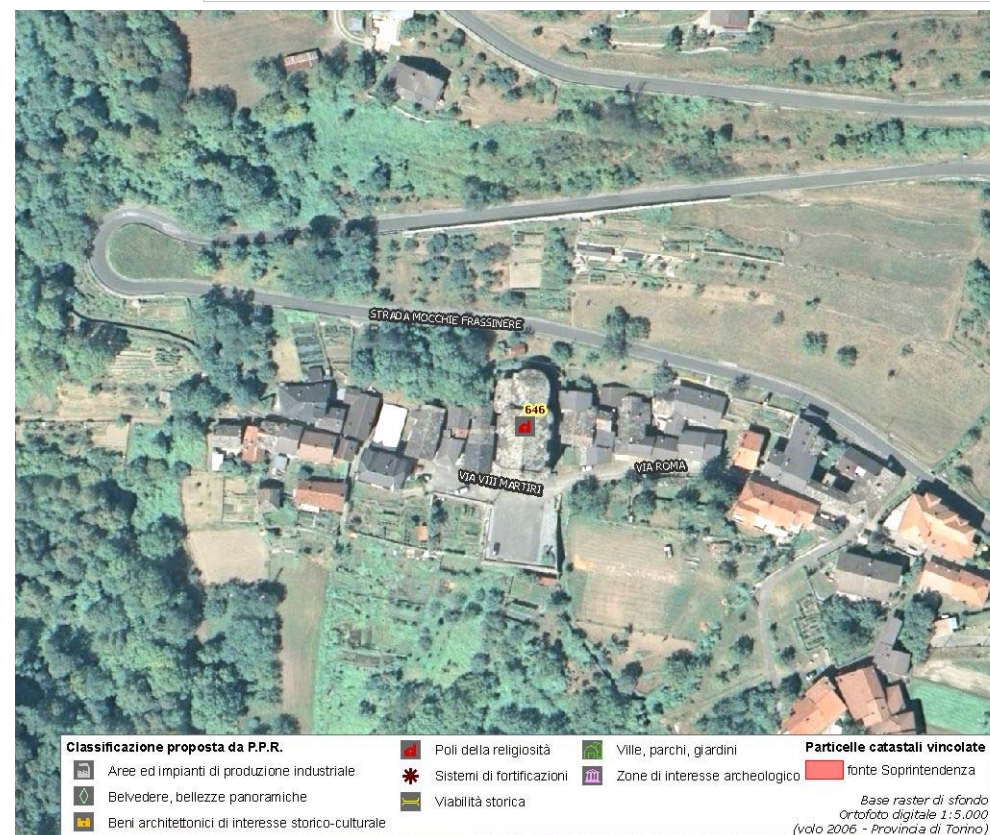 STRADA MOCCHIE FRASSINERE
646
VIA VIII MARTIRI
VIA ROMA
Classificazione proposta da P.P.R.
Aree ed impianti di produzione industriale
Belvedere, bellezze panoramiche
Beni architettonici di interesse storico-culturale
Poli della religiosità
Sistemi di fortificazioni
Viabilità storica
Ville, parchi, giardini
Zone di interesse archeologico
Particelle catastali vincolate
fonte Soprintendenza
Base raster di sfondo
Ortofoto digitale 1:5.000
(volo 2006 - Provincia di Torino)